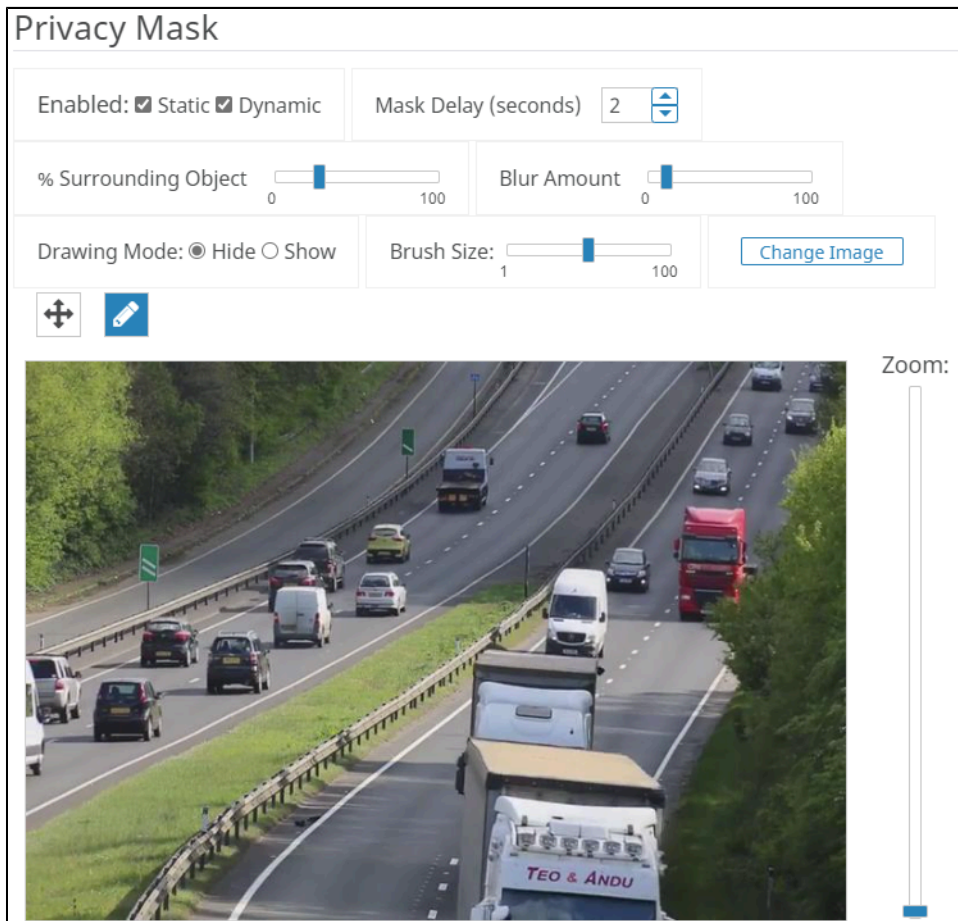 Privacy Mask
Enabled: Static Dynamic
Mask Delay (seconds) 2
% Surrounding Object
0 100
Blur Amount
0 100
Drawing Mode: Hide Show
Brush Size:
1 100
Change Image
Zoom:
TEO & ANDU